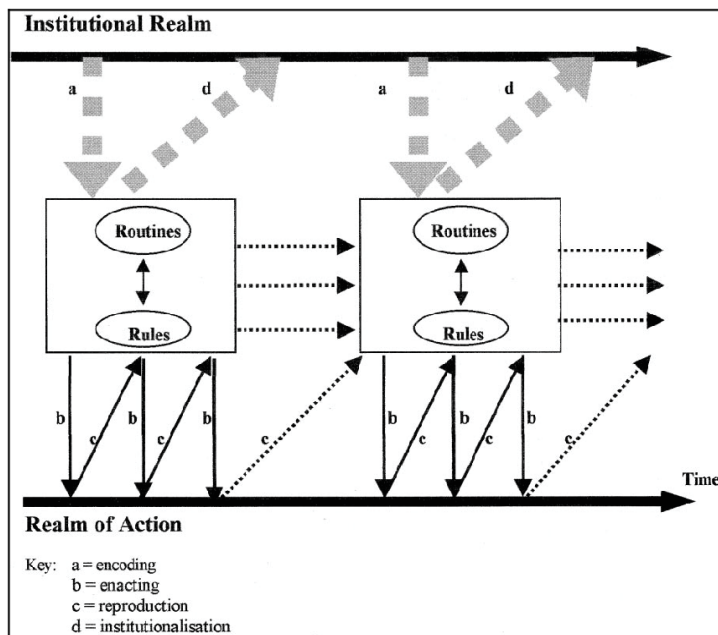 Institutional Realm
a
d
a
d
Routines
Routines
Rules
Rules
b
c
b
c
b
c
b
c
b
c
b
c
Time
Realm of Action
Key: a = encoding
b = enacting
c = reproduction
d = institutionalisation